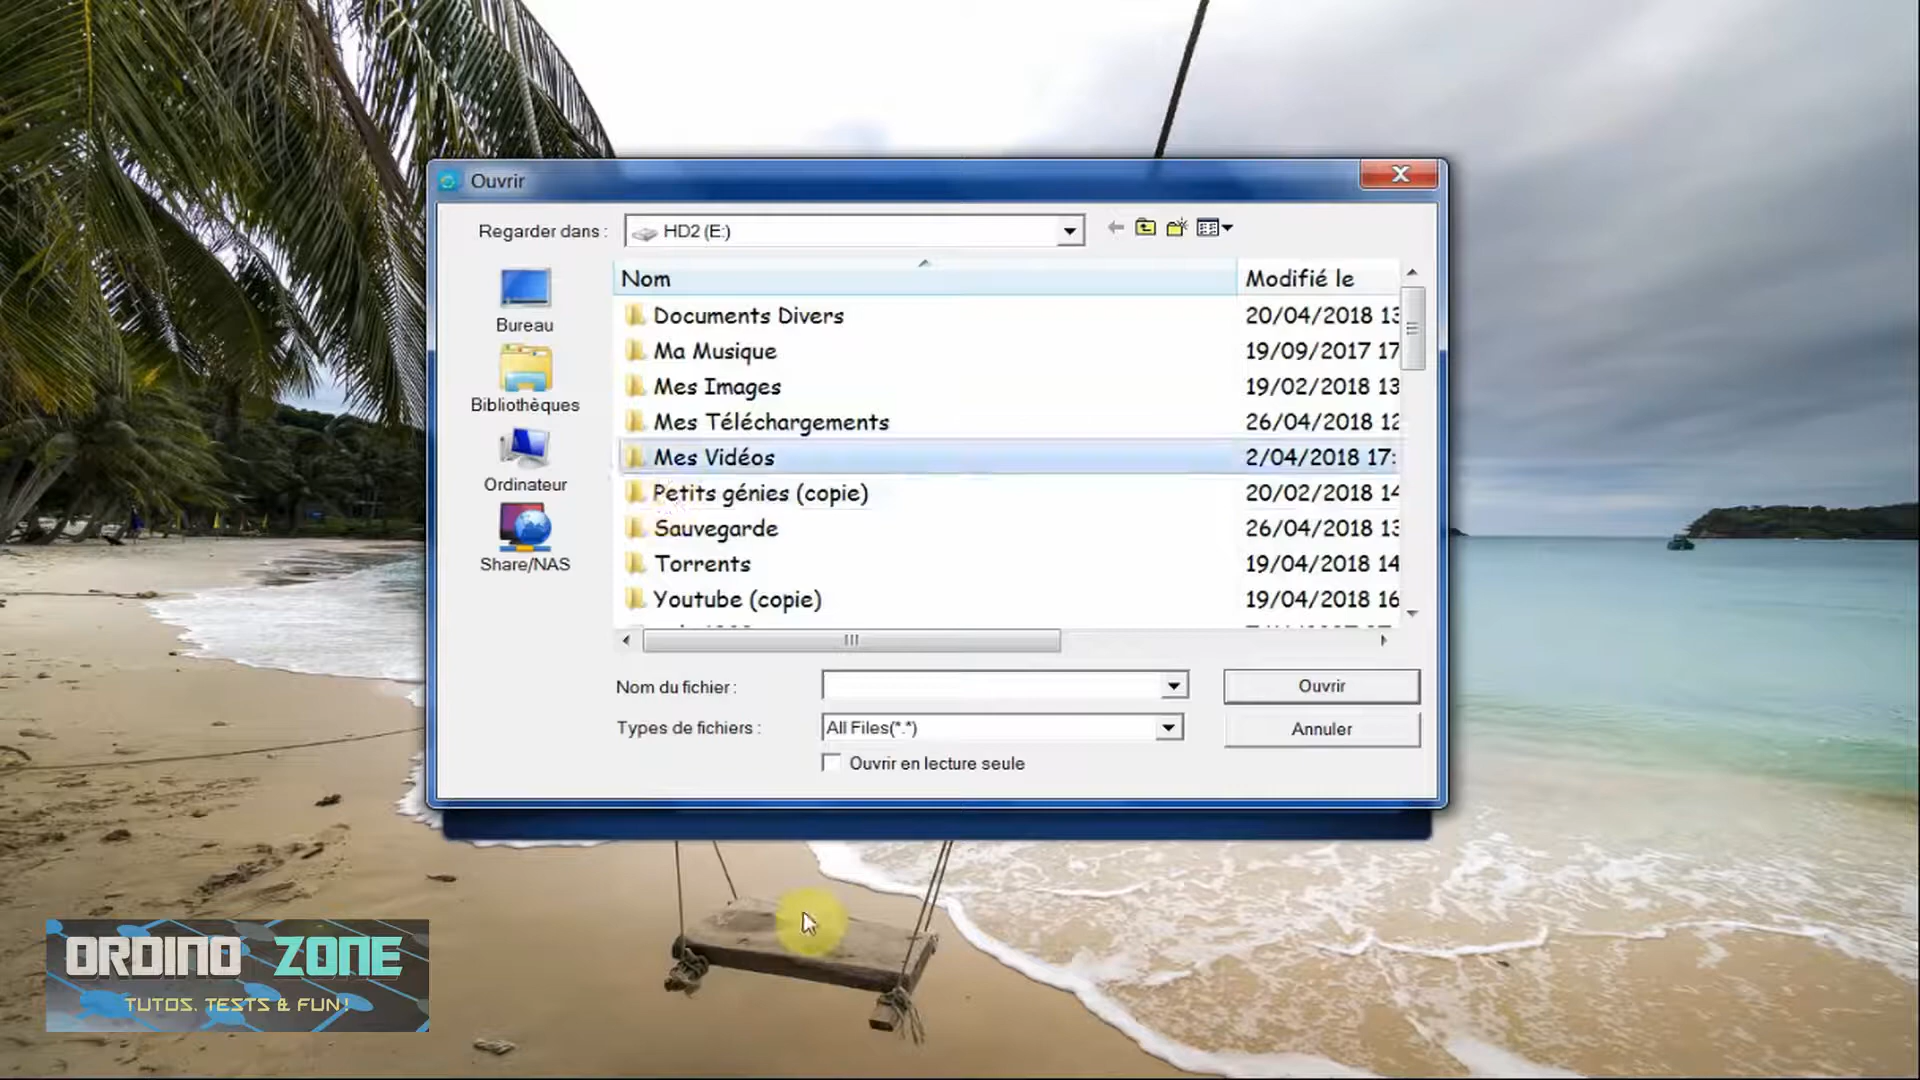 Ouvrir
X
Regarder dans :
HD2 (E:)
Bureau
Bibliothèques
Ordinateur
Share/NAS
Nom
Modifié le
Documents Divers
20/04/2018 13
Ma Musique
19/09/2017 17
Mes Images
19/02/2018 13
Mes Téléchargements
26/04/2018 12
Mes Vidéos
2/04/2018 17:
Petits génies (copie)
20/02/2018 14
Sauvegarde
26/04/2018 13
Torrents
19/04/2018 14
Youtube (copie)
19/04/2018 16
Nom du fichier :
Ouvrir
Types de fichiers :
All Files(*.*)
Annuler
Ouvrir en lecture seule
ORDINO ZONE
TUTOS, TESTS & FUN!